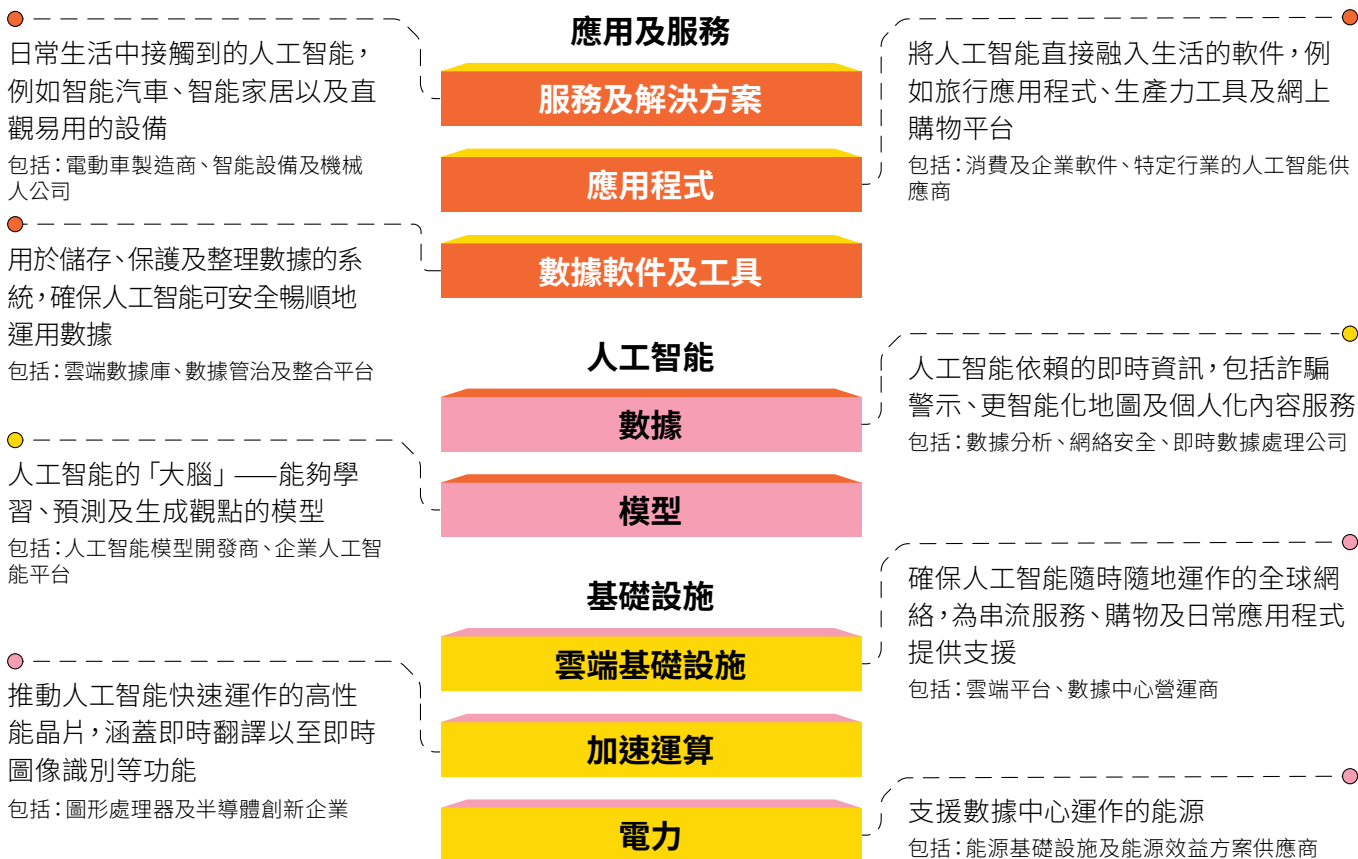 應用及服務
日常生活中接觸到的人工智能，
例如智能汽車、智能家居以及直
觀易用的設備
包括：電動車製造商、智能設備及機械
人公司
服務及解決方案
將人工智能直接融入生活的軟件，例
如旅行應用程式、生產力工具及網上
購物平台
包括：消費及企業軟件、特定行業的人工智能供
應商
應用程式
用於儲存、保護及整理數據的系
統，確保人工智能可安全暢順地
運用數據
包括：雲端數據庫、數據管治及整合平台
數據軟件及工具
人工智能
人工智能依賴的即時資訊，包括詐騙
警示、更智能化地圖及個人化內容服務
包括：數據分析、網絡安全、即時數據處理公司
數據
人工智能的「大腦」——能夠學
習、預測及生成觀點的模型
包括：人工智能模型開發商、企業人工智
能平台
模型
基礎設施
確保人工智能隨時隨地運作的全球網
絡，為串流服務、購物及日常應用程式
提供支援
包括：雲端平台、數據中心營運商
雲端基礎設施
推動人工智能快速運作的高性
能晶片，涵蓋即時翻譯以至即時
圖像識別等功能
包括：圖形處理器及半導體創新企業
加速運算
支援數據中心運作的能源
包括：能源基礎設施及能源效益方案供應商
電力